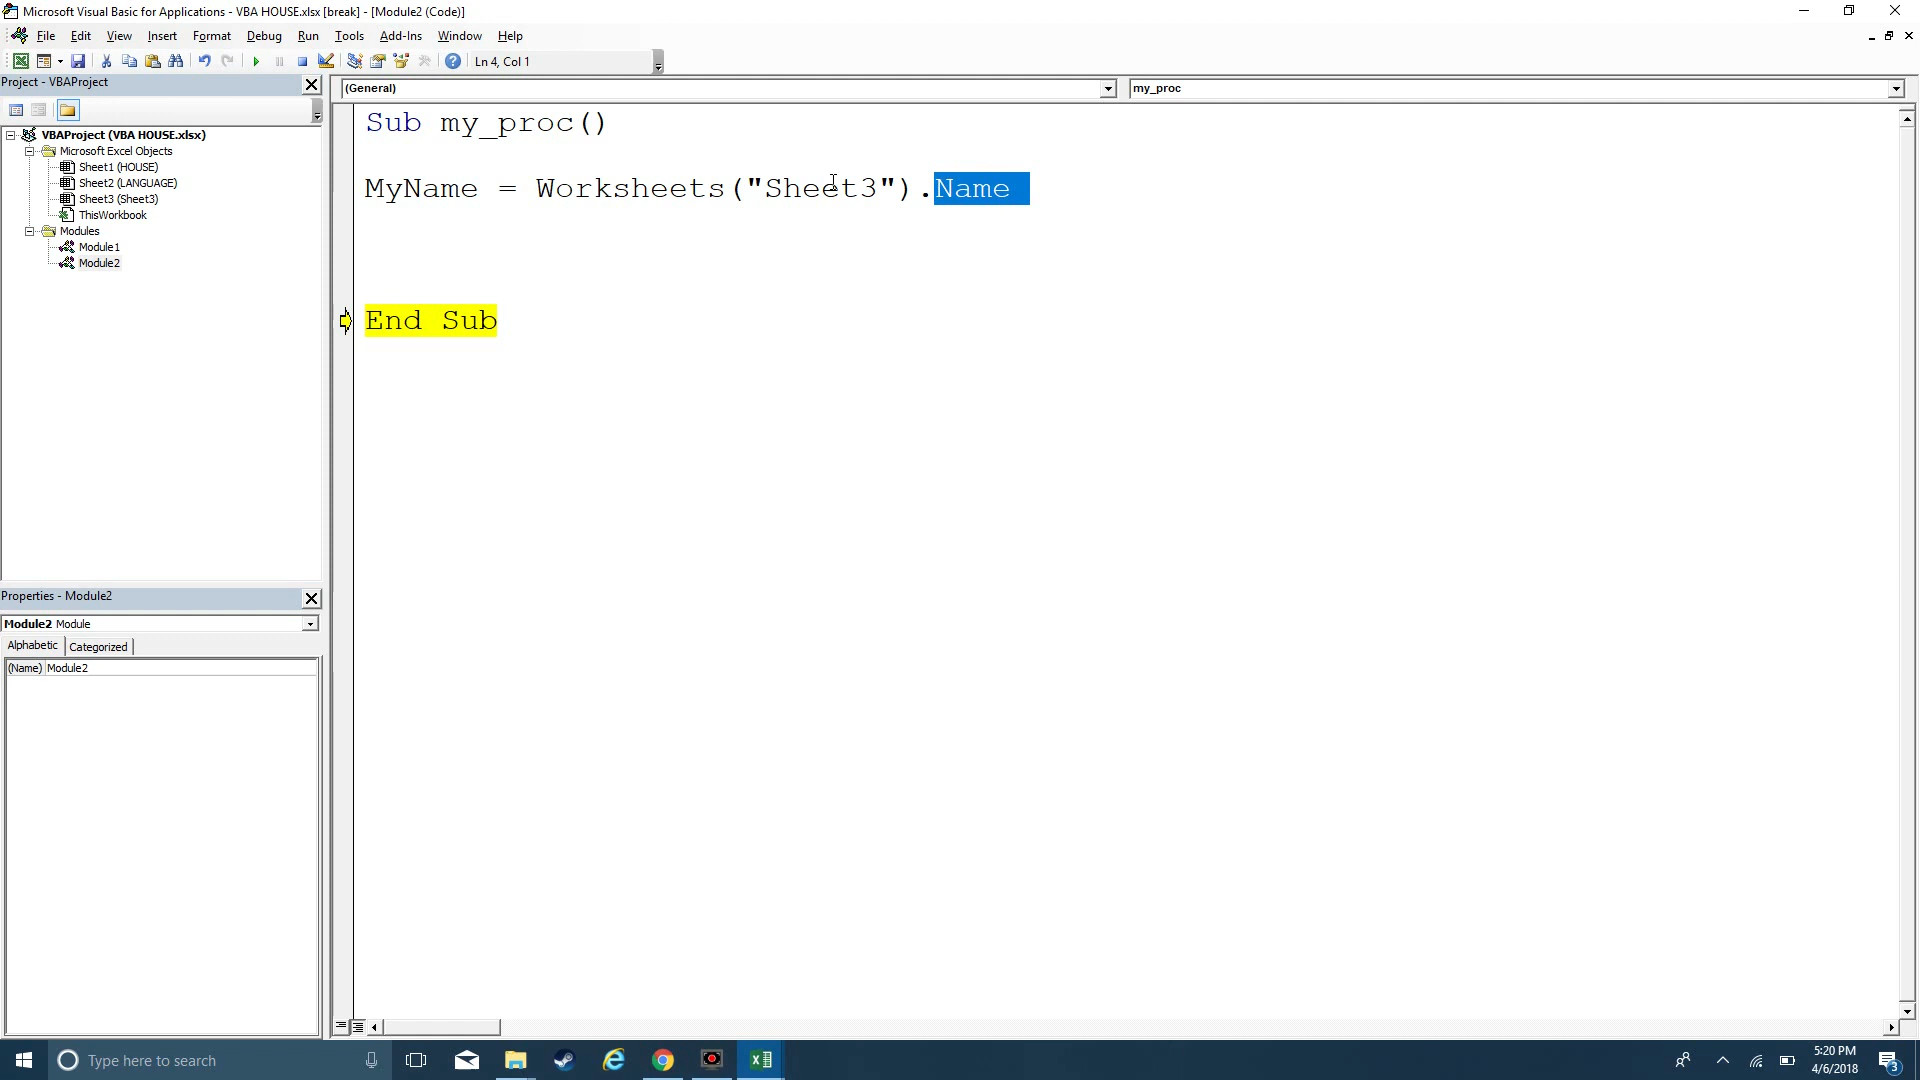 Microsoft Visual Basic for Applications - VBA HOUSE.xlsx [break] - [Module2 (Code)]
File Edit View Insert Format Debug Run Tools Add-Ins Window Help
Ln 4, Col 1
Project - VBAProject
VBAProject (VBA HOUSE.xlsx)
Microsoft Excel Objects
Sheet1 (HOUSE)
Sheet2 (LANGUAGE)
Sheet3 (Sheet3)
ThisWorkbook
Modules
Module1
Module2
Properties - Module2
Module2 Module
Alphabetic Categorized
(Name) Module2
(General) my_proc
Sub my_proc()
MyName = Worksheets("Sheet3").Name
End Sub
Type here to search
5:20 PM
4/6/2018
3